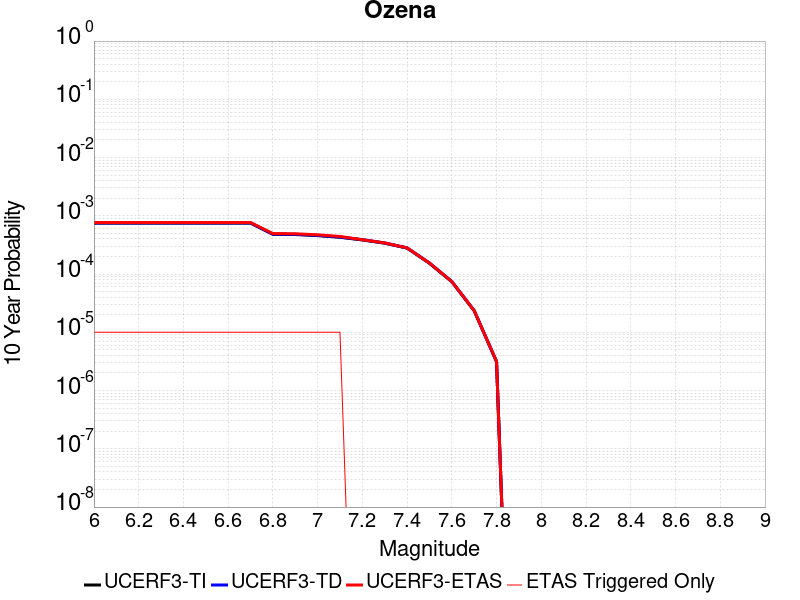 Ozena
10 Year Probability
10^0
10^-1
10^-2
10^-3
10^-4
10^-5
10^-6
10^-7
10^-8
6 6.2 6.4 6.6 6.8 7 7.2 7.4 7.6 7.8 8 8.2 8.4 8.6 8.8 9
Magnitude
UCERF3-TI UCERF3-TD UCERF3-ETAS ETAS Triggered Only